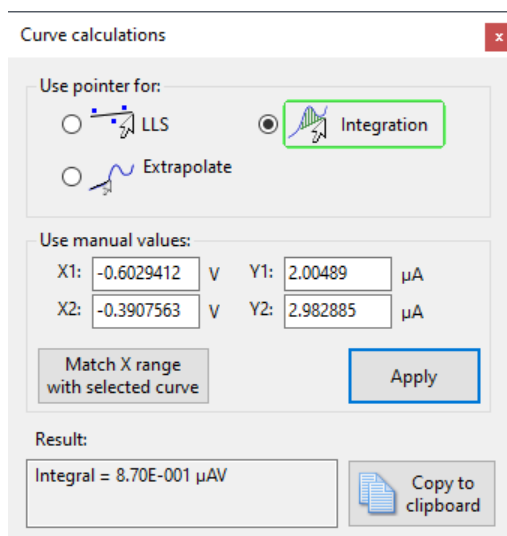 Curve calculations
x
Use pointer for:
LLS
Integration
Extrapolate
Use manual values:
X1: -0.6029412 V Y1: 2.00489 µA
X2: -0.3907563 V Y2: 2.982885 µA
Match X range
with selected curve
Apply
Result:
Integral = 8.70E-001 µAV
Copy to
clipboard